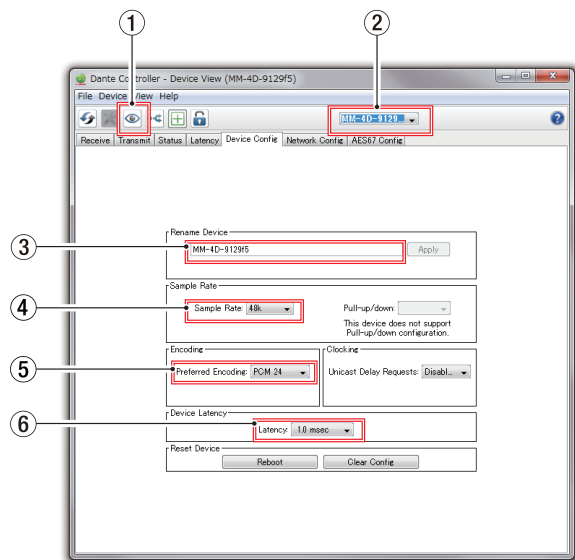 ① ②
Dante Controller - Device View (MM-4D-9129f5)
File Device View Help
MM-4D-9129...
Receive Transmit Status Latency Device Config Network Config AES67 Config
Rename Device
③ MM-4D-9129f5 Apply
Sample Rate
④ Sample Rate: 48k Pull-up/down:
This device does not support
Pull-up/down configuration.
Encoding Clocking
⑤ Preferred Encoding: PCM 24 Unicast Delay Requests: Disabl...
Device Latency
⑥ Latency: 1.0 msec
Reset Device
Reboot Clear Config